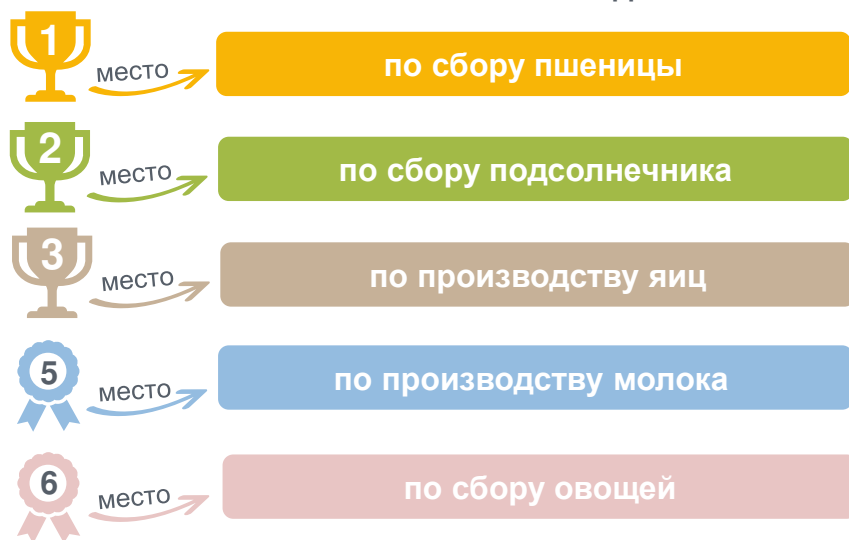 1 место по сбору пшеницы
2 место по сбору подсолнечника
3 место по производству яиц
5 место по производству молока
6 место по сбору овощей